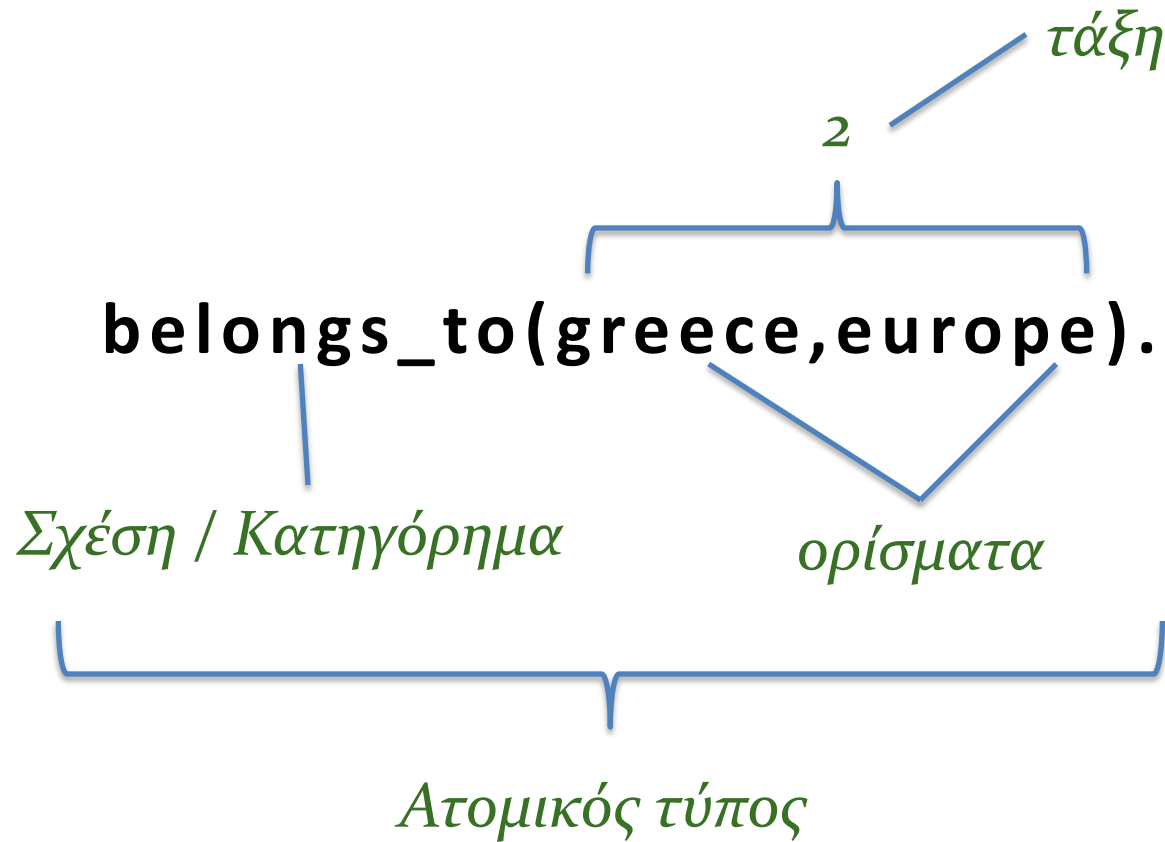 τάξη
2
belongs_to(greece,europe).
Σχέση / Κατηγόρημα
ορίσματα
Ατομικός τύπος